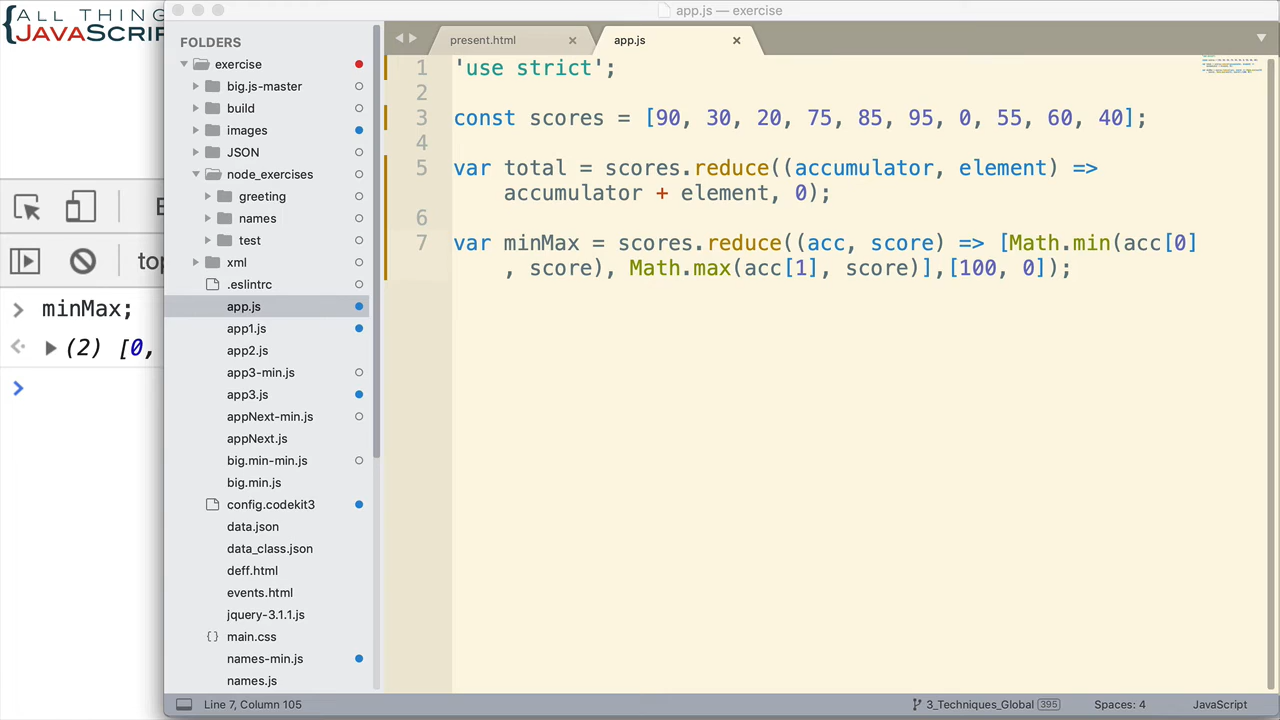 ALL THING
{JAVASCRI
minMax;
(2) [0,
top
app.js — exercise
FOLDERS
exercise
big.js-master
build
images
JSON
node_exercises
greeting
names
test
xml
.eslintrc
app.js
app1.js
app2.js
app3-min.js
app3.js
appNext-min.js
appNext.js
big.min-min.js
big.min.js
config.codekit3
data.json
data_class.json
deff.html
events.html
jquery-3.1.1.js
{} main.css
names-min.js
names.js
present.html
app.js
1 'use strict';
2
3 const scores = [90, 30, 20, 75, 85, 95, 0, 55, 60, 40];
4
5 var total = scores.reduce((accumulator, element) =>
accumulator + element, 0);
6
7 var minMax = scores.reduce((acc, score) => [Math.min(acc[0]
, score), Math.max(acc[1], score)],[100, 0]);
Line 7, Column 105
3_Techniques_Global 395
Spaces: 4
JavaScript